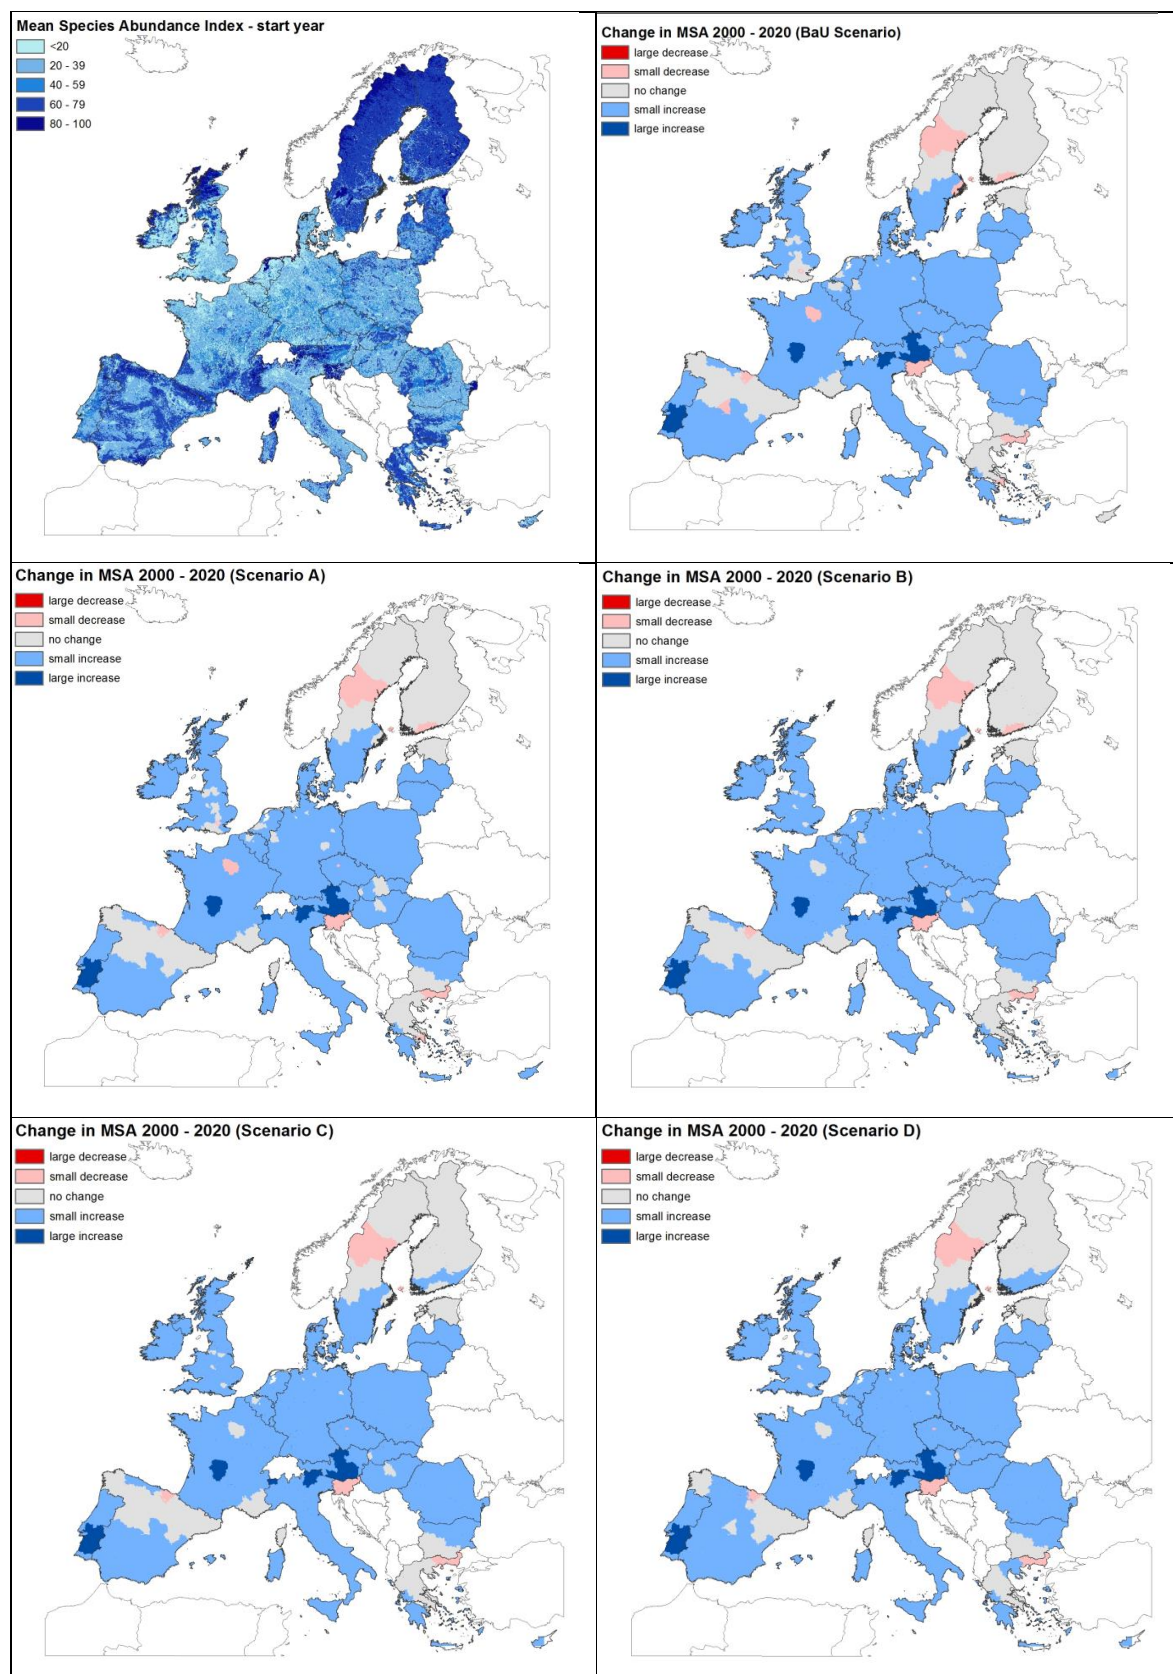 Mean Species Abundance Index - start year
<20
20 - 39
40 - 59
60 - 79
80 - 100
Change in MSA 2000 - 2020 (BaU Scenario)
large decrease
small decrease
no change
small increase
large increase
Change in MSA 2000 - 2020 (Scenario A)
large decrease
small decrease
no change
small increase
large increase
Change in MSA 2000 - 2020 (Scenario B)
large decrease
small decrease
no change
small increase
large increase
Change in MSA 2000 - 2020 (Scenario C)
large decrease
small decrease
no change
small increase
large increase
Change in MSA 2000 - 2020 (Scenario D)
large decrease
small decrease
no change
small increase
large increase